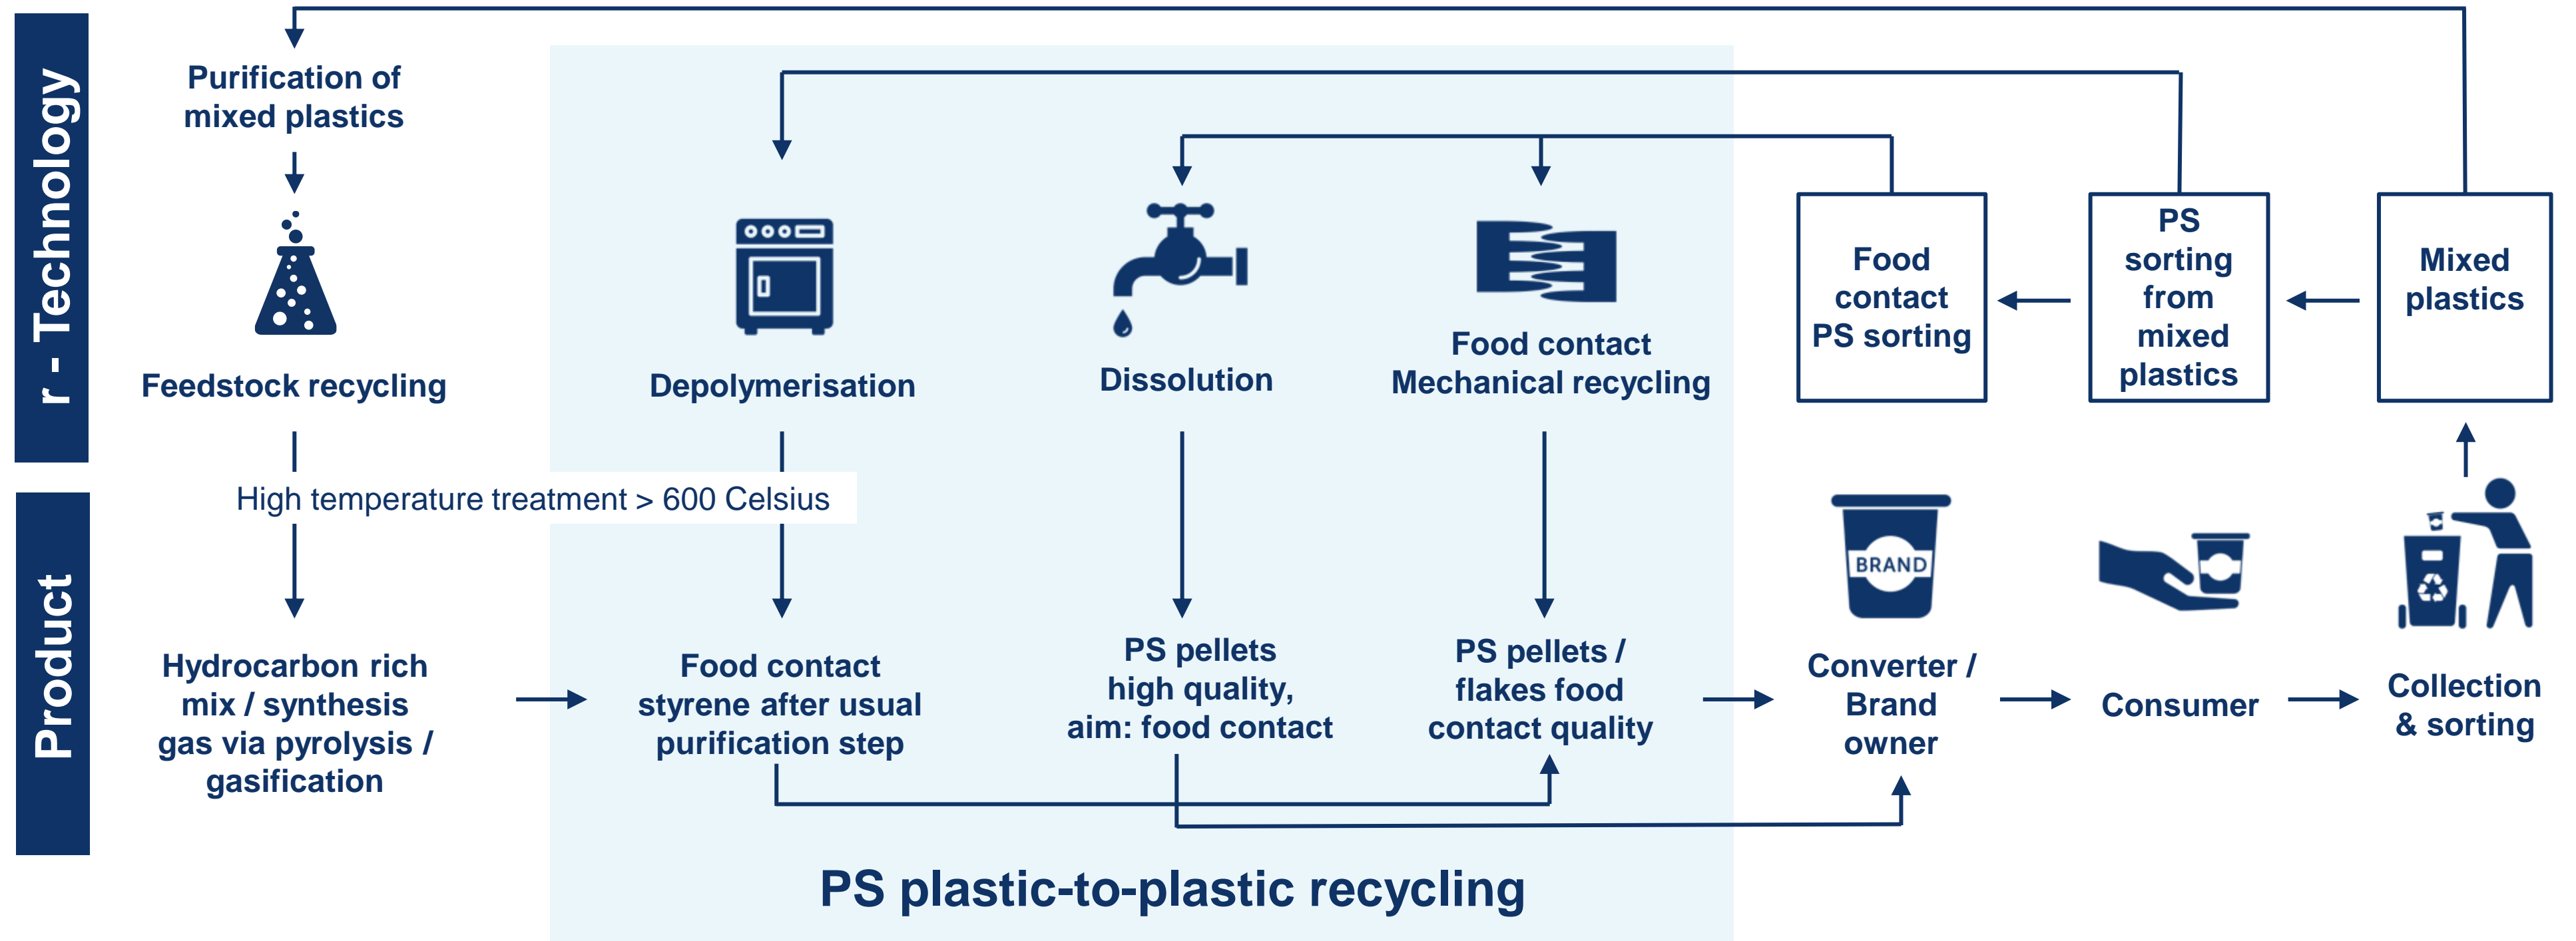 r - Technology
Purification of
mixed plastics
Feedstock recycling
Depolymerisation
Dissolution
Food contact
Mechanical recycling
Food
contact
PS sorting
PS
sorting
from
mixed
plastics
Mixed
plastics
High temperature treatment > 600 Celsius
Product
Hydrocarbon rich
mix / synthesis
gas via pyrolysis /
gasification
Food contact
styrene after usual
purification step
PS pellets
high quality,
aim: food contact
PS pellets /
flakes food
contact quality
BRAND
Converter /
Brand
owner
Consumer
Collection
& sorting
PS plastic-to-plastic recycling